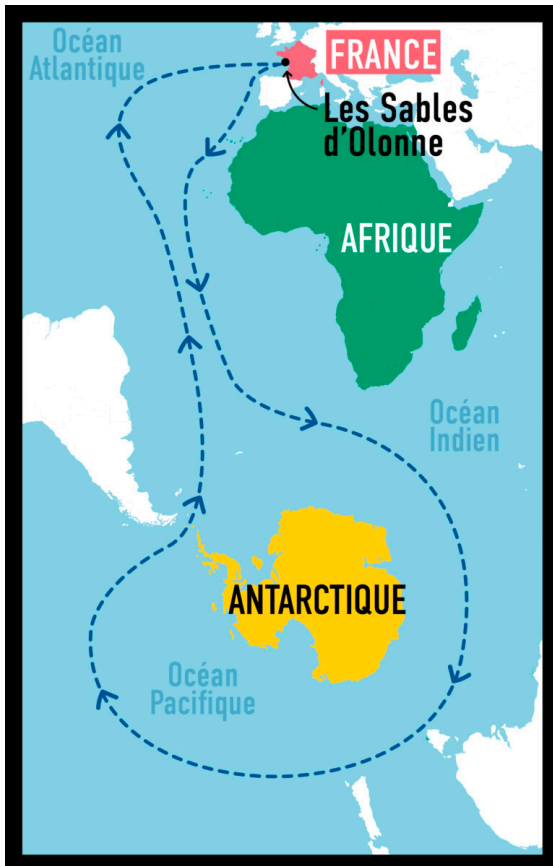 Océan
Atlantique
FRANCE
Les Sables
d'Olonne
AFRIQUE
Océan
Indien
ANTARCTIQUE
Océan
Pacifique